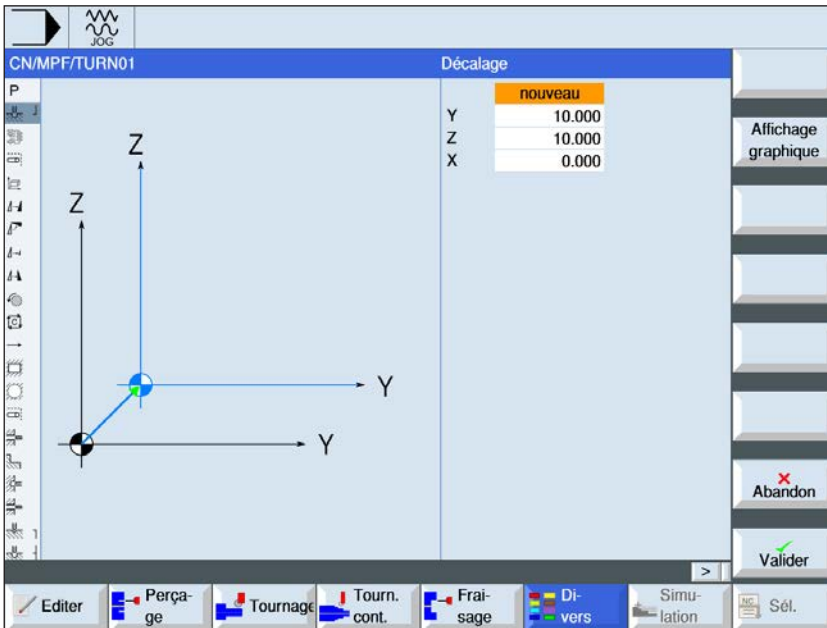 JOG
CN/MPF/TURN01
Décalage
P
nouveau
Y 10.000
Z 10.000
X 0.000
Z
Z
Y
Y
Affichage
graphique
Abandon
Valider
>
Editer
Perça-
ge
Tournage
Tourn.
cont.
Frai-
sage
Di-
vers
Simu-
lation
NC
Sél.